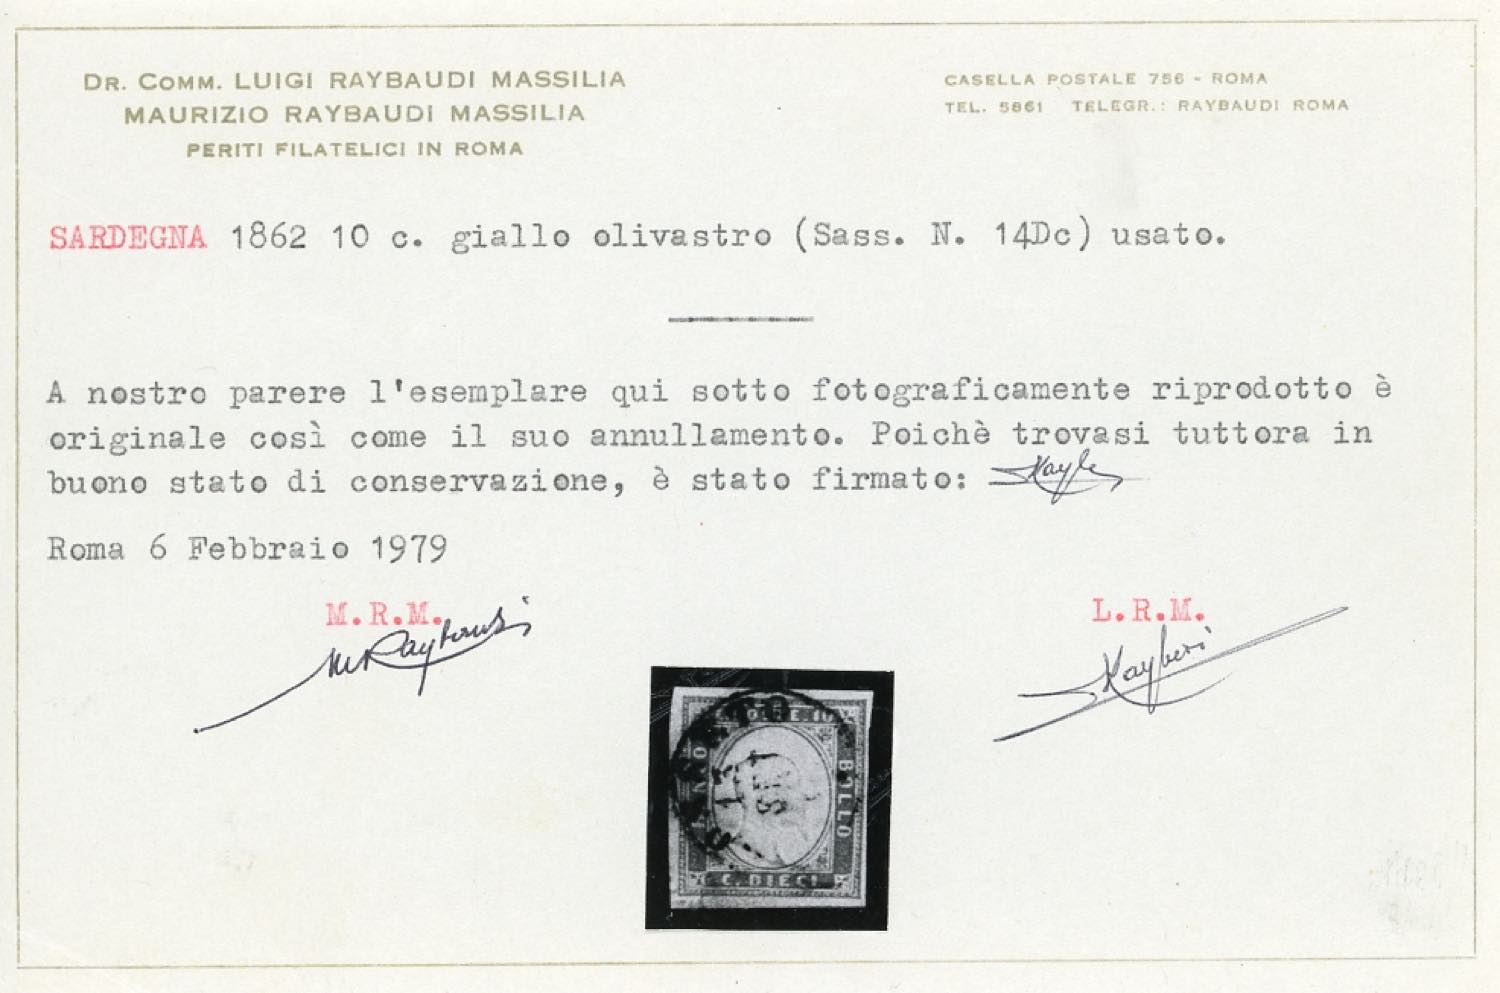 DR. COMM. LUIGI RAYBAUDI MASSILIA
MAURIZIO RAYBAUDI MASSILIA
PERITI FILATELICI IN ROMA
CASELLA POSTALE 756 - ROMA
TEL. 5861 TELEGR.: RAYBAUDI ROMA
SARDEGNA 1862 10 c. giallo olivastro (Sass. N. 14Dc) usato.
A nostro parere l'esemplare qui sotto fotograficamente riprodotto è
originale così come il suo annullamento. Poichè trovasi tuttora in
buono stato di conservazione, è stato firmato:
Roma 6 Febbraio 1979
M.R.M.
L.R.M.
BOLLO
C. DIECI